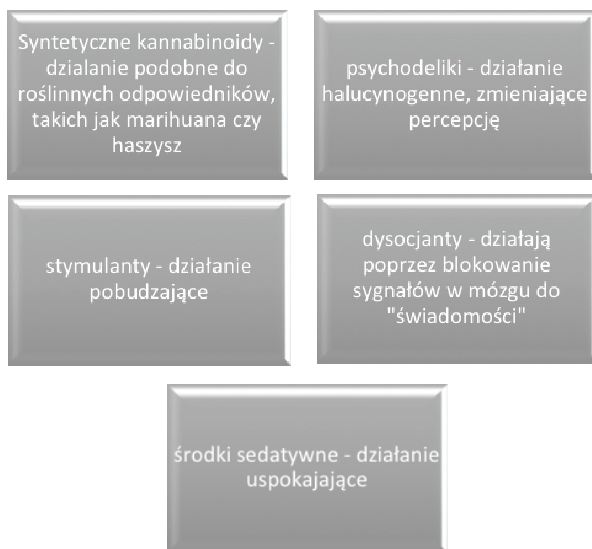 Syntetyczne kannabinoidy -
dzialanie podobne do
roślinnych odpowiedników,
takich jak marihuana czy
haszysz
psychodeliki - działanie
halucynogenne, zmieniające
percepcję
stymulanty - działanie
pobudzające
dysocjanty - działają
poprzez blokowanie
sygnałów w mózgu do
"świadomości"
środki sedatywne - działanie
uspokajające